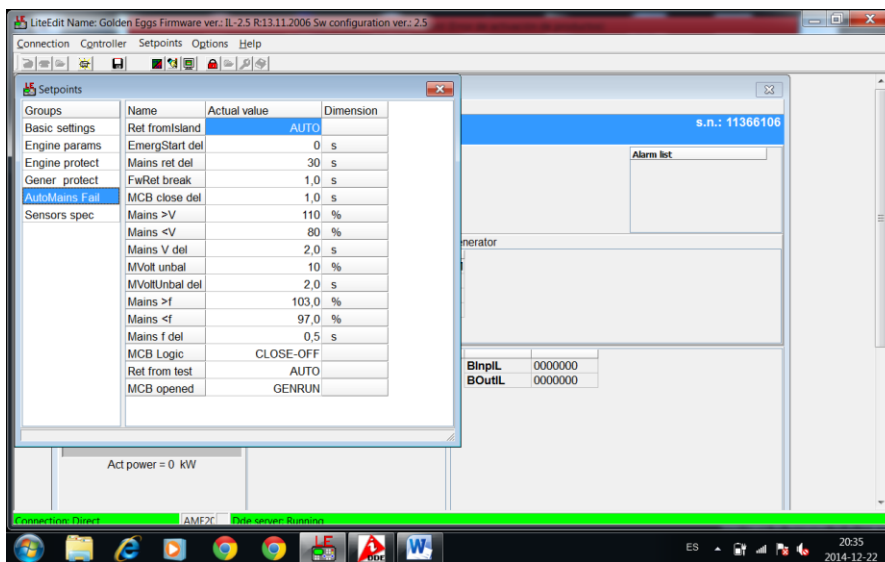 LiteEdit Name: Golden Eggs Firmware ver.: IL-2.5 R:13.11.2006 Sw configuration ver.: 2.5
Connection Controller Setpoints Options Help
Setpoints
s.n.: 11366106
Groups Name Actual value Dimension
Basic settings Ret fromIsland AUTO
Engine params EmergStart del 0 s
Engine protect Mains ret del 30 s
Gener protect FwRet break 1,0 s
AutoMains Fail MCB close del 1,0 s
Sensors spec Mains >V 110 %
Mains <V 80 %
Mains V del 2,0 s
MVolt unbal 10 %
MVoltUnbal del 2,0 s
Mains >f 103,0 %
Mains <f 97,0 %
Mains f del 0,5 s
MCB Logic CLOSE-OFF
Ret from test AUTO
MCB opened GENRUN
Alarm list
nerator
BInpIL 0000000
BOutIL 0000000
Act power = 0 kW
Connection: Direct Dde server: Running
DDE
ES 20:35
2014-12-22